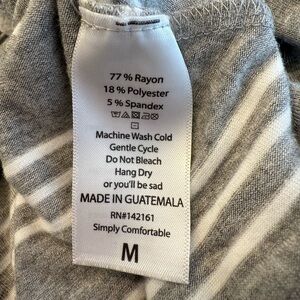 77 % Rayon
18 % Polyester
5 % Spandex
Machine Wash Cold
Gentle Cycle
Do Not Bleach
Hang Dry
or you'll be sad
MADE IN GUATEMALA
RN#142161
Simply Comfortable
M